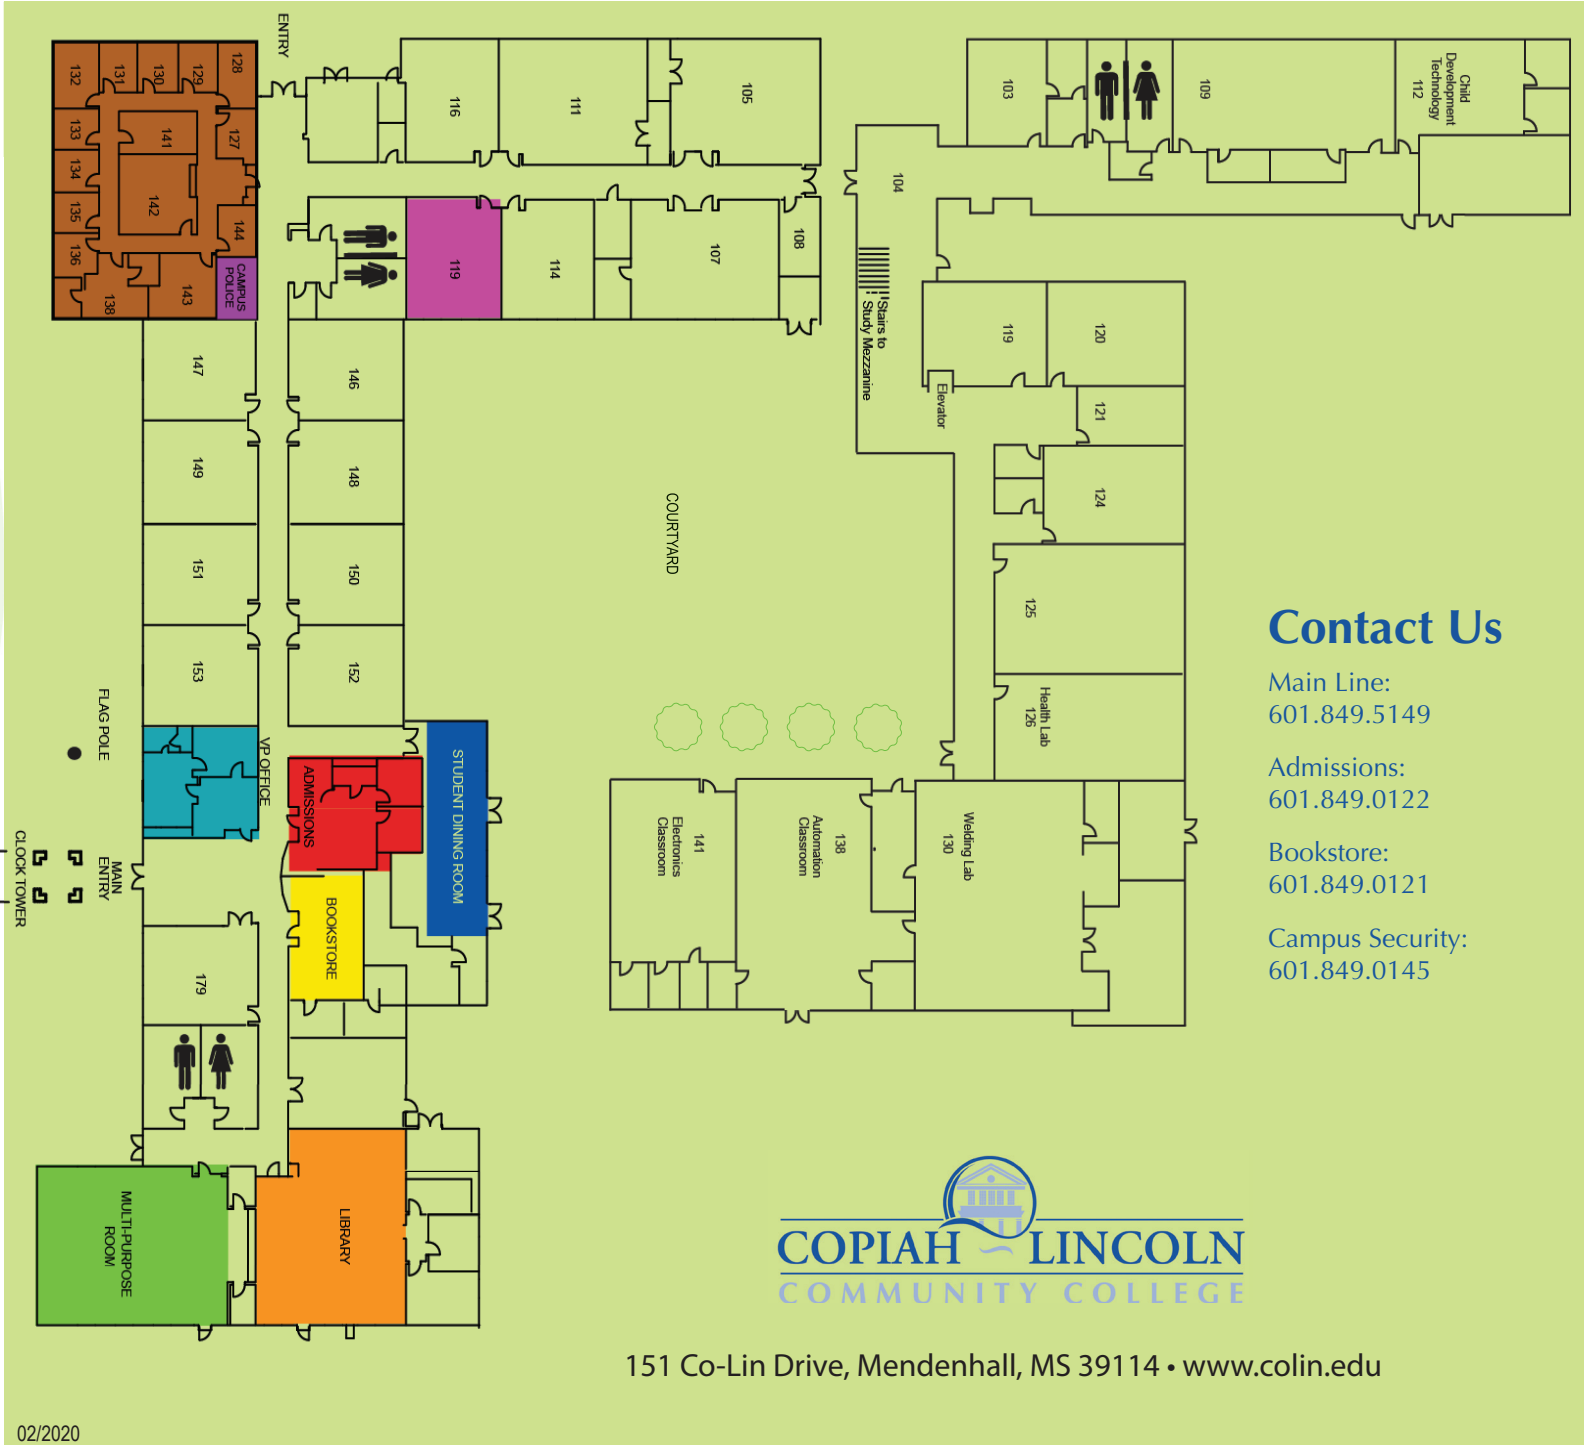 ENTRY
132
131
130
129
128
133
141
127
134
142
135
144
136
138
143
CAMPUS
POLICE
116
111
105
119
114
107
108
103
109
Child
Development
Technology
112
104
Stairs to
Study Mezzanine
119
120
Elevator
121
124
125
Health Lab
126
147
146
149
148
151
150
153
152
COURTYARD
FLAG POLE
VP OFFICE
ADMISSIONS
STUDENT DINING ROOM
MAIN
ENTRY
CLOCK TOWER
BOOKSTORE
179
MULTI-PURPOSE
ROOM
LIBRARY
141
Electronics
Classroom
138
Automation
Classroom
Welding Lab
130
Contact Us
Main Line:
601.849.5149
Admissions:
601.849.0122
Bookstore:
601.849.0121
Campus Security:
601.849.0145
COPIAH LINCOLN
COMMUNITY COLLEGE
151 Co-Lin Drive, Mendenhall, MS 39114 • www.colin.edu
02/2020